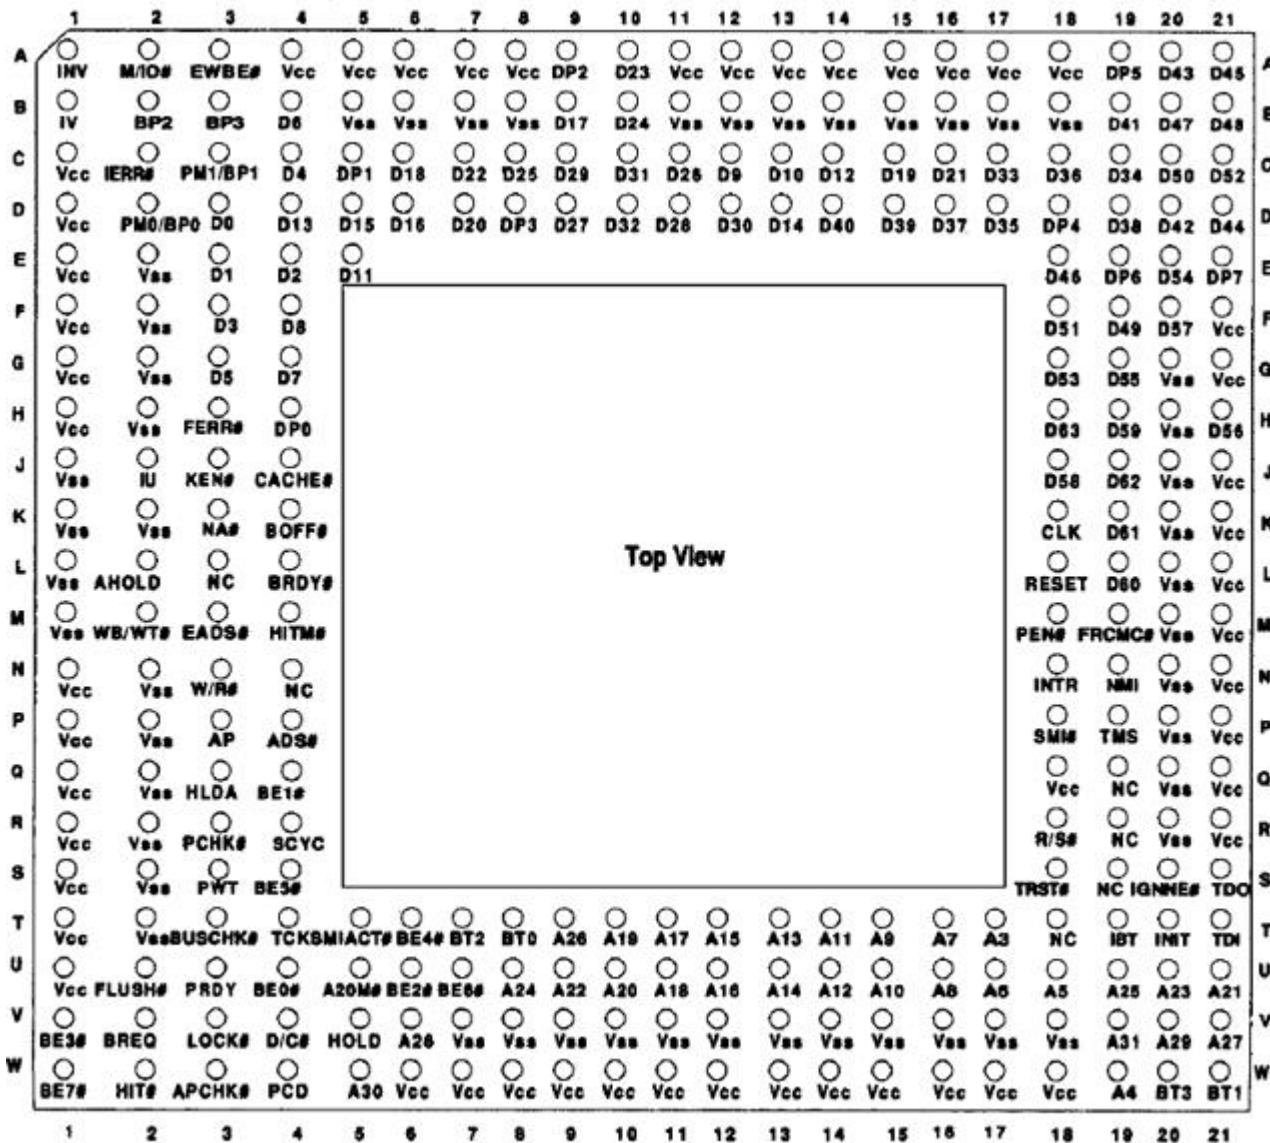 1 2 3 4 5 6 7 8 9 10 11 12 13 14 15 16 17 18 19 20 21
A A
INV M/IO# EWBE# Vcc Vcc Vcc Vcc Vcc DP2 D23 Vcc Vcc Vcc Vcc Vcc Vcc Vcc Vcc DP5 D43 D45
B B
IV BP2 BP3 D6 Vss Vss Vss Vss D17 D24 Vss Vss Vss Vss Vss Vss Vss Vss D41 D47 D48
C C
Vcc IERR# PM1/BP1 D4 DP1 D18 D22 D25 D29 D31 D26 D9 D10 D12 D19 D21 D33 D36 D34 D50 D52
D D
Vcc PM0/BP0 D0 D13 D15 D16 D20 DP3 D27 D32 D28 D30 D14 D40 D39 D37 D35 DP4 D38 D42 D44
E E
Vcc Vss D1 D2 D11 D46 DP6 D54 DP7
F F
Vcc Vss D3 D8 D51 D49 D57 Vcc
G G
Vcc Vss D5 D7 D53 D55 Vss Vcc
H H
Vcc Vss FERR# DP0 D63 D59 Vss D56
J J
Vss IU KEN# CACHE# D58 D62 Vss Vcc
K K
Vss Vss NA# BOFF# CLK D61 Vss Vcc
Top View
L L
Vss AHOLD NC BRDY# RESET D60 Vss Vcc
M M
Vss WB/WT# EADS# HITM# PEN# FRCMC# Vss Vcc
N N
Vcc Vss W/R# NC INTR NMI Vss Vcc
P P
Vcc Vss AP ADS# SMI# TMS Vss Vcc
Q Q
Vcc Vss HLDA BE1# Vcc NC Vss Vcc
R R
Vcc Vss PCHK# SCYC R/S# NC Vss Vcc
S S
Vcc Vss PWT BE5# TRST# NC IGNNE# TDO
T T
Vcc Vss BUSCHK# TCK SMIACT# BE4# BT2 BT0 A26 A19 A17 A15 A13 A11 A9 A7 A3 NC IBT INIT TDI
U U
Vcc FLUSH# PRDY BE0# A20M# BE2# BE6# A24 A22 A20 A18 A16 A14 A12 A10 A8 A6 A5 A25 A23 A21
V V
BE3# BREQ LOCK# D/C# HOLD A28 Vss Vss Vss Vss Vss Vss Vss Vss Vss Vss Vss Vss A31 A29 A27
W W
BE7# HIT# APCHK# PCD A30 Vcc Vcc Vcc Vcc Vcc Vcc Vcc Vcc Vcc Vcc Vcc Vcc Vcc A4 BT3 BT1
1 2 3 4 5 6 7 8 9 10 11 12 13 14 15 16 17 18 19 20 21